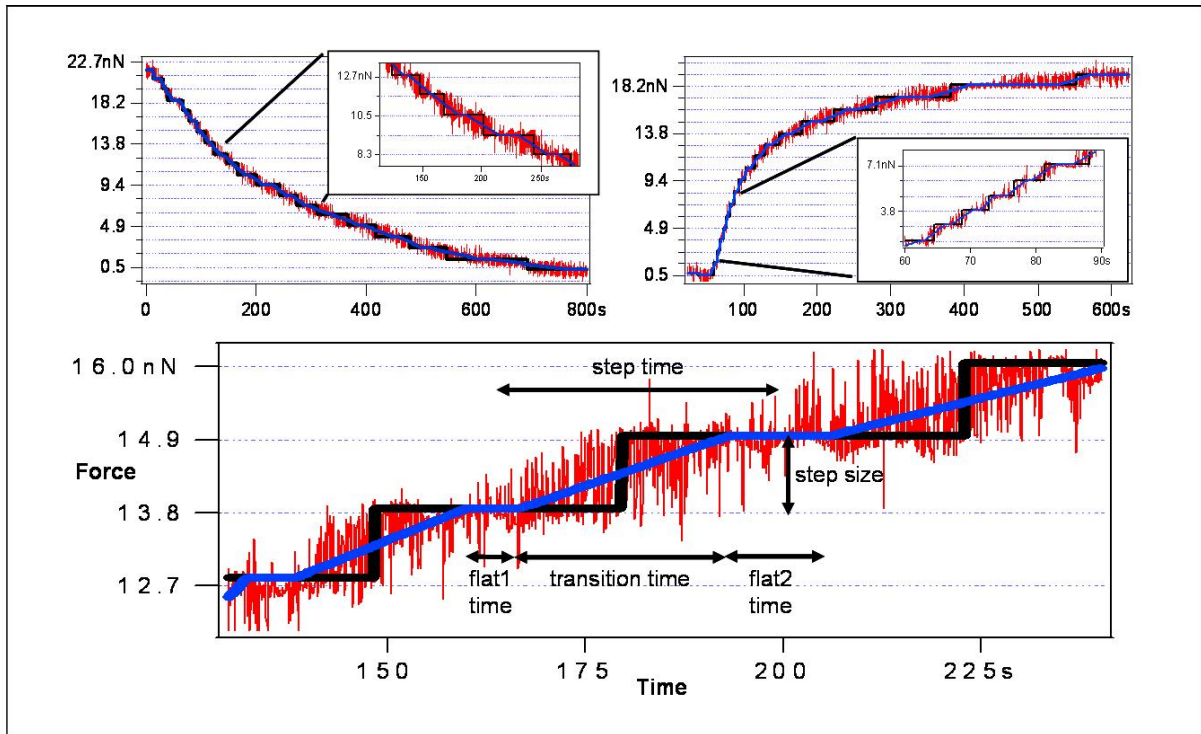 22.7nN
18.2
13.8
9.4
4.9
0.5
0 200 400 600 800s
12.7nN
10.5
8.3
150 200 250s
18.2nN
13.8
9.4
4.9
0.5
100 200 300 400 500 600s
7.1nN
3.8
60 70 80 90s
16.0nN
14.9
Force
13.8
12.7
step time
step size
flat1 time
transition time
flat2 time
150 175 200 225s
Time